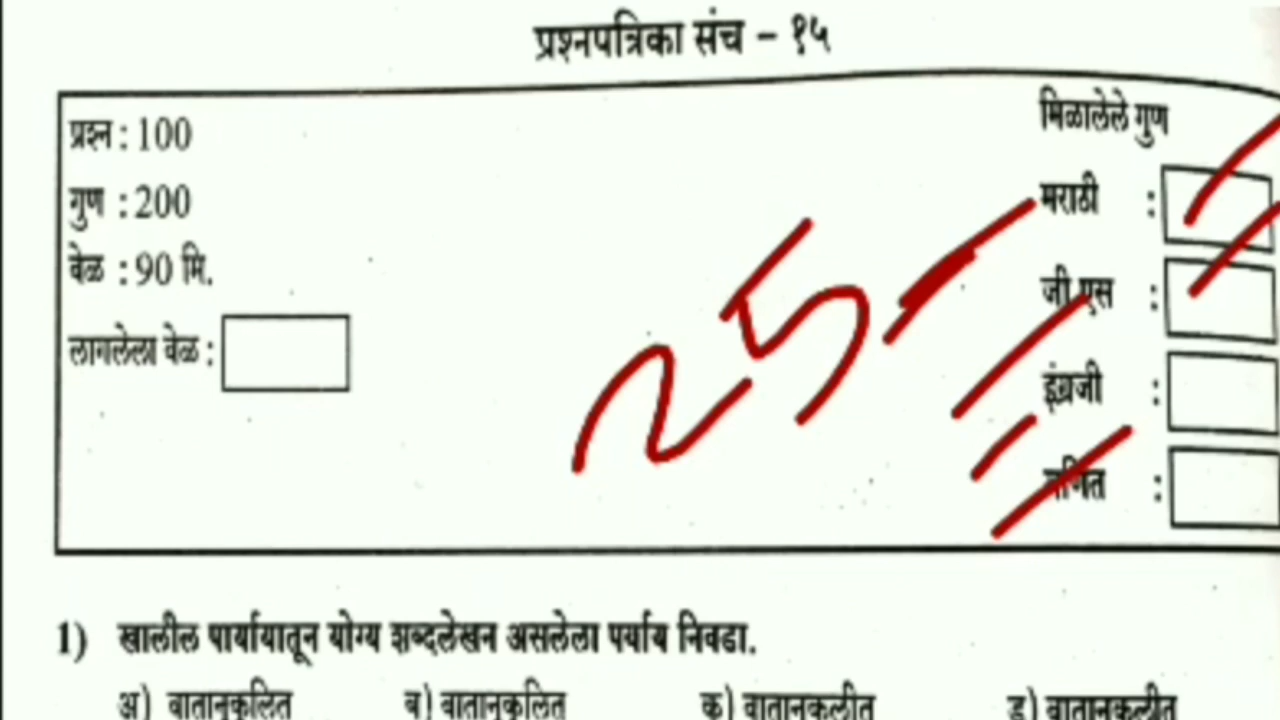 प्रश्नपत्रिका संच – १५
मिळालेले गुण
प्रश्न : 100
मराठी :
गुण : 200
वेळ : 90 मि.
जी एस :
लागलेला वेळ :
इंग्रजी :
गणित :
25
1) खालील पार्यायातून योग्य शब्दलेखन असलेला पर्याय निवडा.
अ) ब) क) ड)